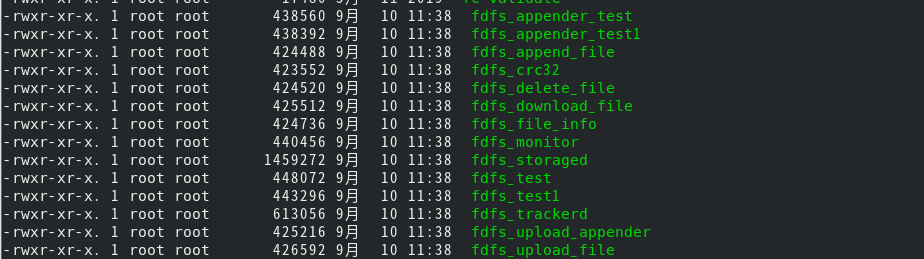 -rwxr-xr-x. 1 root root 438560 9月 10 11:38 fdfs_appender_test
-rwxr-xr-x. 1 root root 438392 9月 10 11:38 fdfs_appender_test1
-rwxr-xr-x. 1 root root 424488 9月 10 11:38 fdfs_append_file
-rwxr-xr-x. 1 root root 423552 9月 10 11:38 fdfs_crc32
-rwxr-xr-x. 1 root root 424520 9月 10 11:38 fdfs_delete_file
-rwxr-xr-x. 1 root root 425512 9月 10 11:38 fdfs_download_file
-rwxr-xr-x. 1 root root 424736 9月 10 11:38 fdfs_file_info
-rwxr-xr-x. 1 root root 440456 9月 10 11:38 fdfs_monitor
-rwxr-xr-x. 1 root root 1459272 9月 10 11:38 fdfs_storaged
-rwxr-xr-x. 1 root root 448072 9月 10 11:38 fdfs_test
-rwxr-xr-x. 1 root root 443296 9月 10 11:38 fdfs_test1
-rwxr-xr-x. 1 root root 613056 9月 10 11:38 fdfs_trackerd
-rwxr-xr-x. 1 root root 425216 9月 10 11:38 fdfs_upload_appender
-rwxr-xr-x. 1 root root 426592 9月 10 11:38 fdfs_upload_file